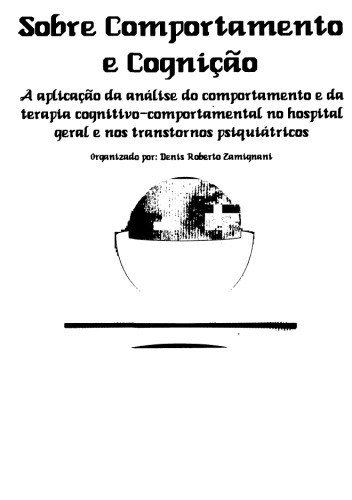 Sobre Comportamento
e Cognição
A aplicação da análise do comportamento e da
terapia cognitivo-comportamental no hospital
geral e nos transtornos psiquiátricos
Organizado por: Denis Roberto Zamignani